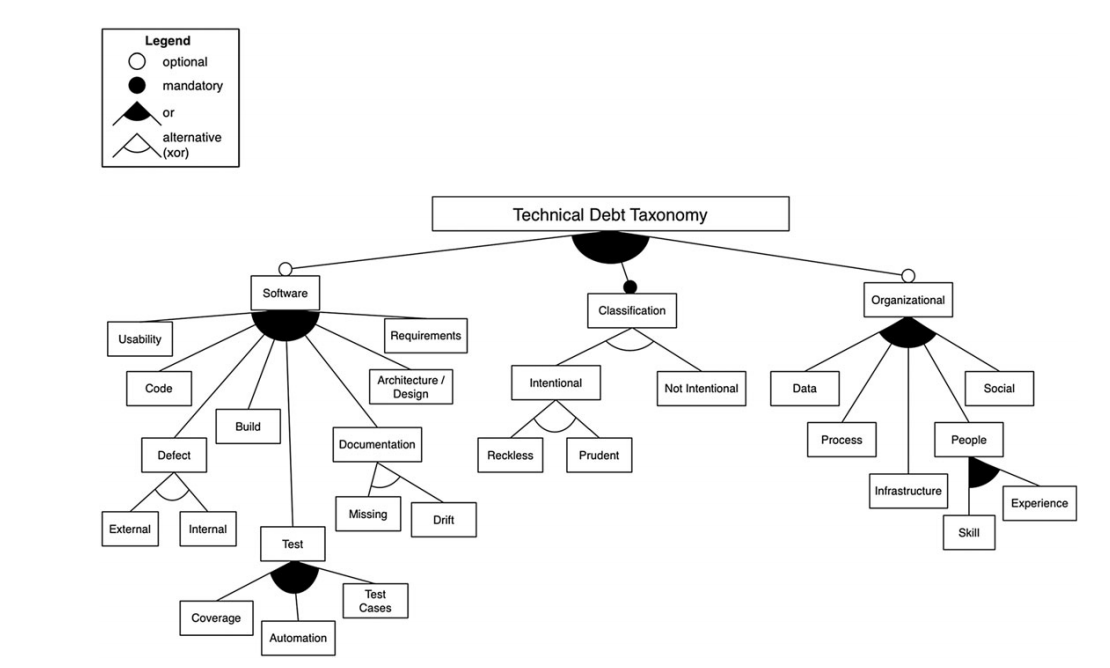 Legend
optional
mandatory
or
alternative
(xor)
Technical Debt Taxonomy
Software
Classification
Organizational
Usability
Requirements
Code
Architecture /
Design
Build
Defect
Documentation
External
Internal
Missing
Drift
Test
Coverage
Automation
Test
Cases
Intentional
Not Intentional
Reckless
Prudent
Data
Social
Process
People
Infrastructure
Experience
Skill